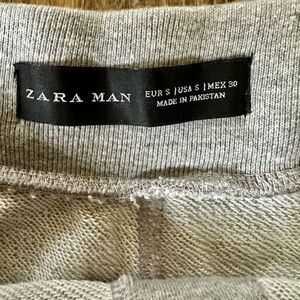 ZARA MAN
EUR S | USA S | MEX 30
MADE IN PAKISTAN